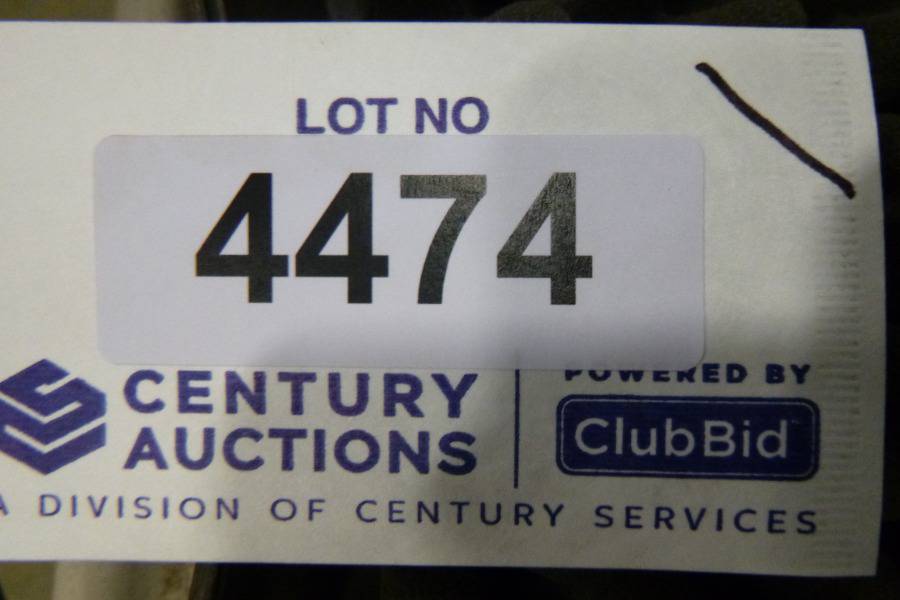 LOT NO
4474
CENTURY
AUCTIONS
POWERED BY
ClubBid
A DIVISION OF CENTURY SERVICES